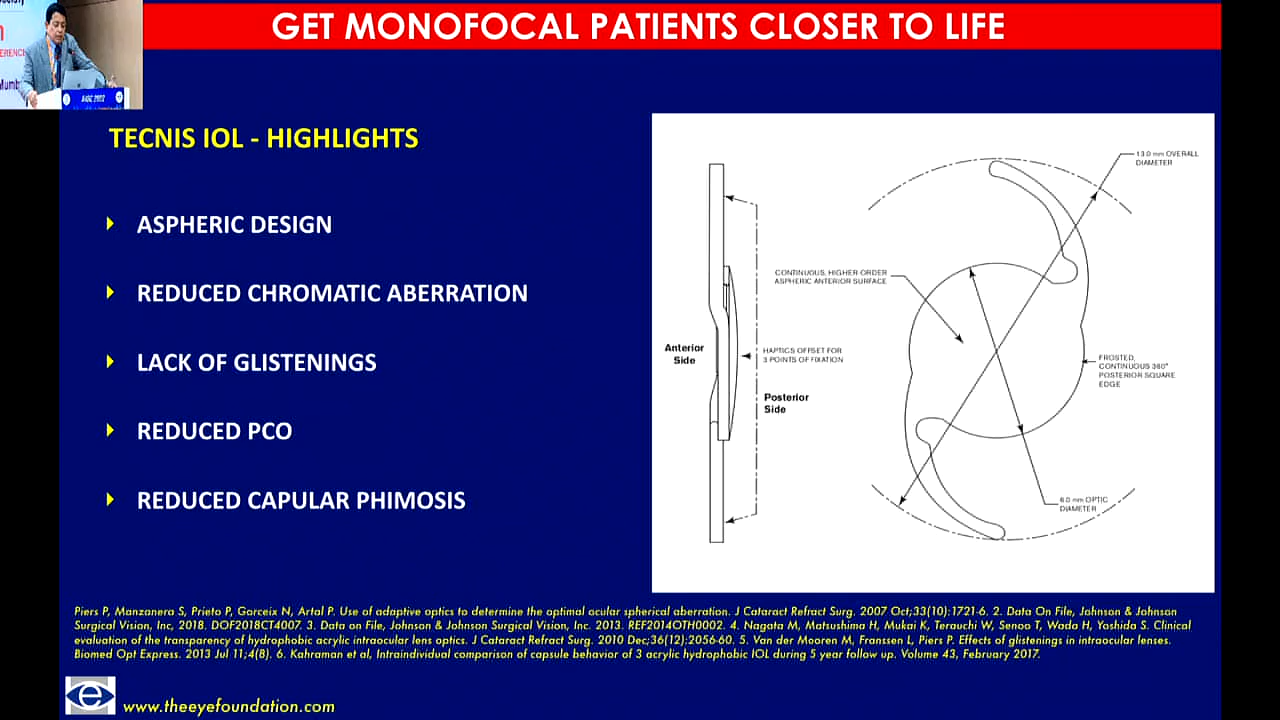 GET MONOFOCAL PATIENTS CLOSER TO LIFE
ERENCE
Mumb
TECNIS IOL - HIGHLIGHTS
ASPHERIC DESIGN
REDUCED CHROMATIC ABERRATION
LACK OF GLISTENINGS
REDUCED PCO
REDUCED CAPULAR PHIMOSIS
13.0 mm OVERALL
DIAMETER
CONTINUOUS, HIGHER ORDER
ASPHERIC ANTERIOR SURFACE
Anterior
Side
HAPTICS OFFSET FOR
3 POINTS OF FIXATION
Posterior
Side
FROSTED,
CONTINUOUS 360°
POSTERIOR SQUARE
EDGE
6.0 mm OPTIC
DIAMETER
Piers P, Manzanera S, Prieto P, Gorceix N, Artal P. Use of adaptive optics to determine the optimal ocular spherical aberration. J Cataract Refract Surg. 2007 Oct;33(10):1721-6. 2. Data On File, Johnson & Johnson
Surgical Vision, Inc, 2018. DOF2018CT4007. 3. Data on File, Johnson & Johnson Surgical Vision, Inc. 2013. REF2014OTH0002. 4. Nagata M, Matsushima H, Mukai K, Terauchi W, Senoo T, Wada H, Yoshida S. Clinical
evaluation of the transparency of hydrophobic acrylic intraocular lens optics. J Cataract Refract Surg. 2010 Dec;36(12):2056-60. 5. Van der Mooren M, Franssen L, Piers P. Effects of glistenings in intraocular lenses.
Biomed Opt Express. 2013 Jul 11;4(8). 6. Kahraman et al, Intraindividual comparison of capsule behavior of 3 acrylic hydrophobic IOL during 5 year follow up. Volume 43, February 2017.
www.theeyefoundation.com